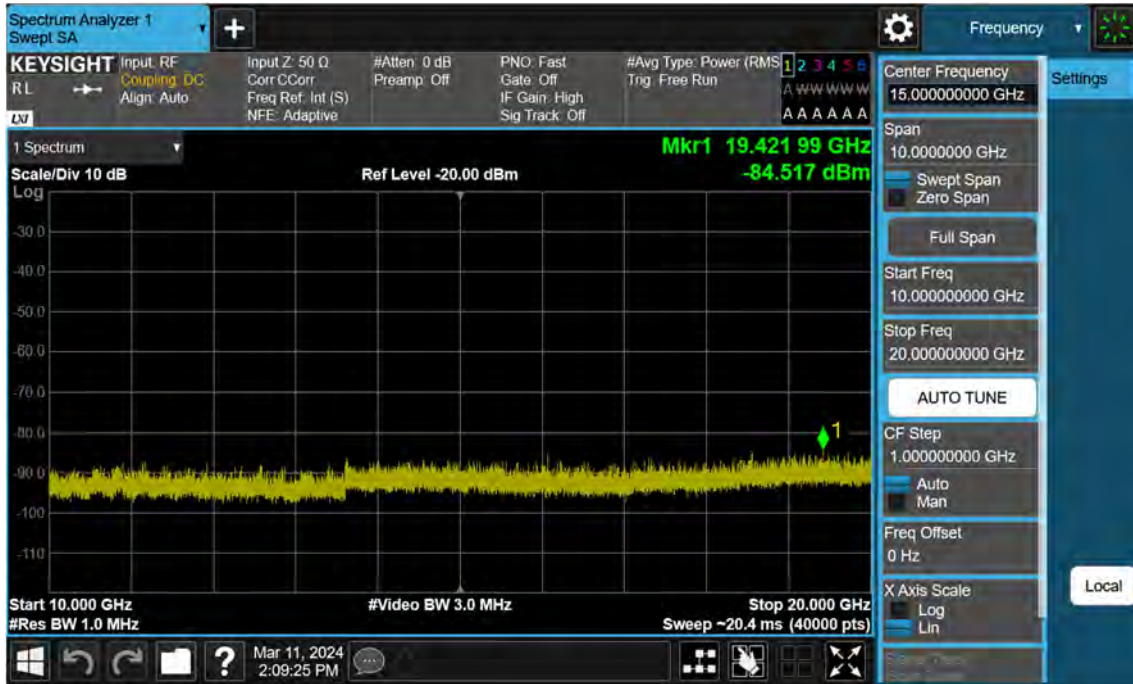 Spectrum Analyzer 1
Swept SA
+
Frequency
KEYSIGHT
RL
LXI
Input: RF
Coupling: DC
Align: Auto
Input Z: 50 Ω
Corr CCorr
Freq Ref: Int (S)
NFE: Adaptive
#Atten: 0 dB
Preamp: Off
PNO: Fast
Gate: Off
IF Gain: High
Sig Track: Off
#Avg Type: Power (RMS
Trig: Free Run
1 2 3 4 5 6
A W W W W W
A A A A A A
Center Frequency
15.000000000 GHz
Settings
1 Spectrum
Mkr1 19.421 99 GHz
Scale/Div 10 dB
Ref Level -20.00 dBm
-84.517 dBm
Log
-30.0
-40.0
-50.0
-60.0
-70.0
-80.0
-90.0
-100
-110
1
Start 10.000 GHz
#Video BW 3.0 MHz
Stop 20.000 GHz
#Res BW 1.0 MHz
Sweep ~20.4 ms (40000 pts)
Span
10.0000000 GHz
Swept Span
Zero Span
Full Span
Start Freq
10.000000000 GHz
Stop Freq
20.000000000 GHz
AUTO TUNE
CF Step
1.000000000 GHz
Auto
Man
Freq Offset
0 Hz
X Axis Scale
Log
Lin
Local
?
Mar 11, 2024
2:09:25 PM